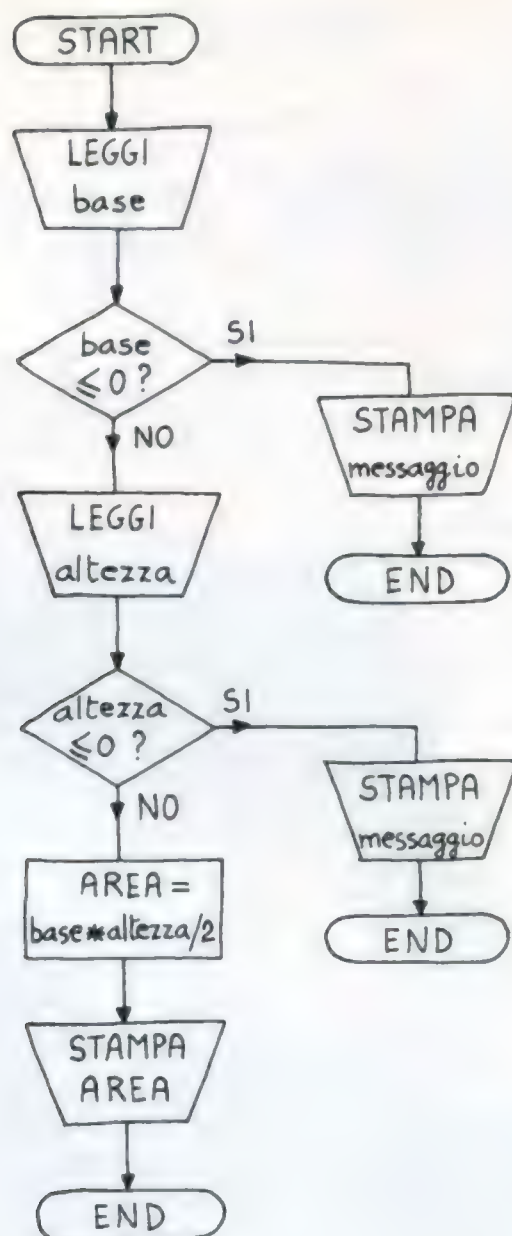 START
LEGGI
base
base
≤ 0 ?
SI
STAMPA
messaggio
END
NO
LEGGI
altezza
altezza
≤ 0 ?
SI
STAMPA
messaggio
END
NO
AREA =
base*altezza/2
STAMPA
AREA
END